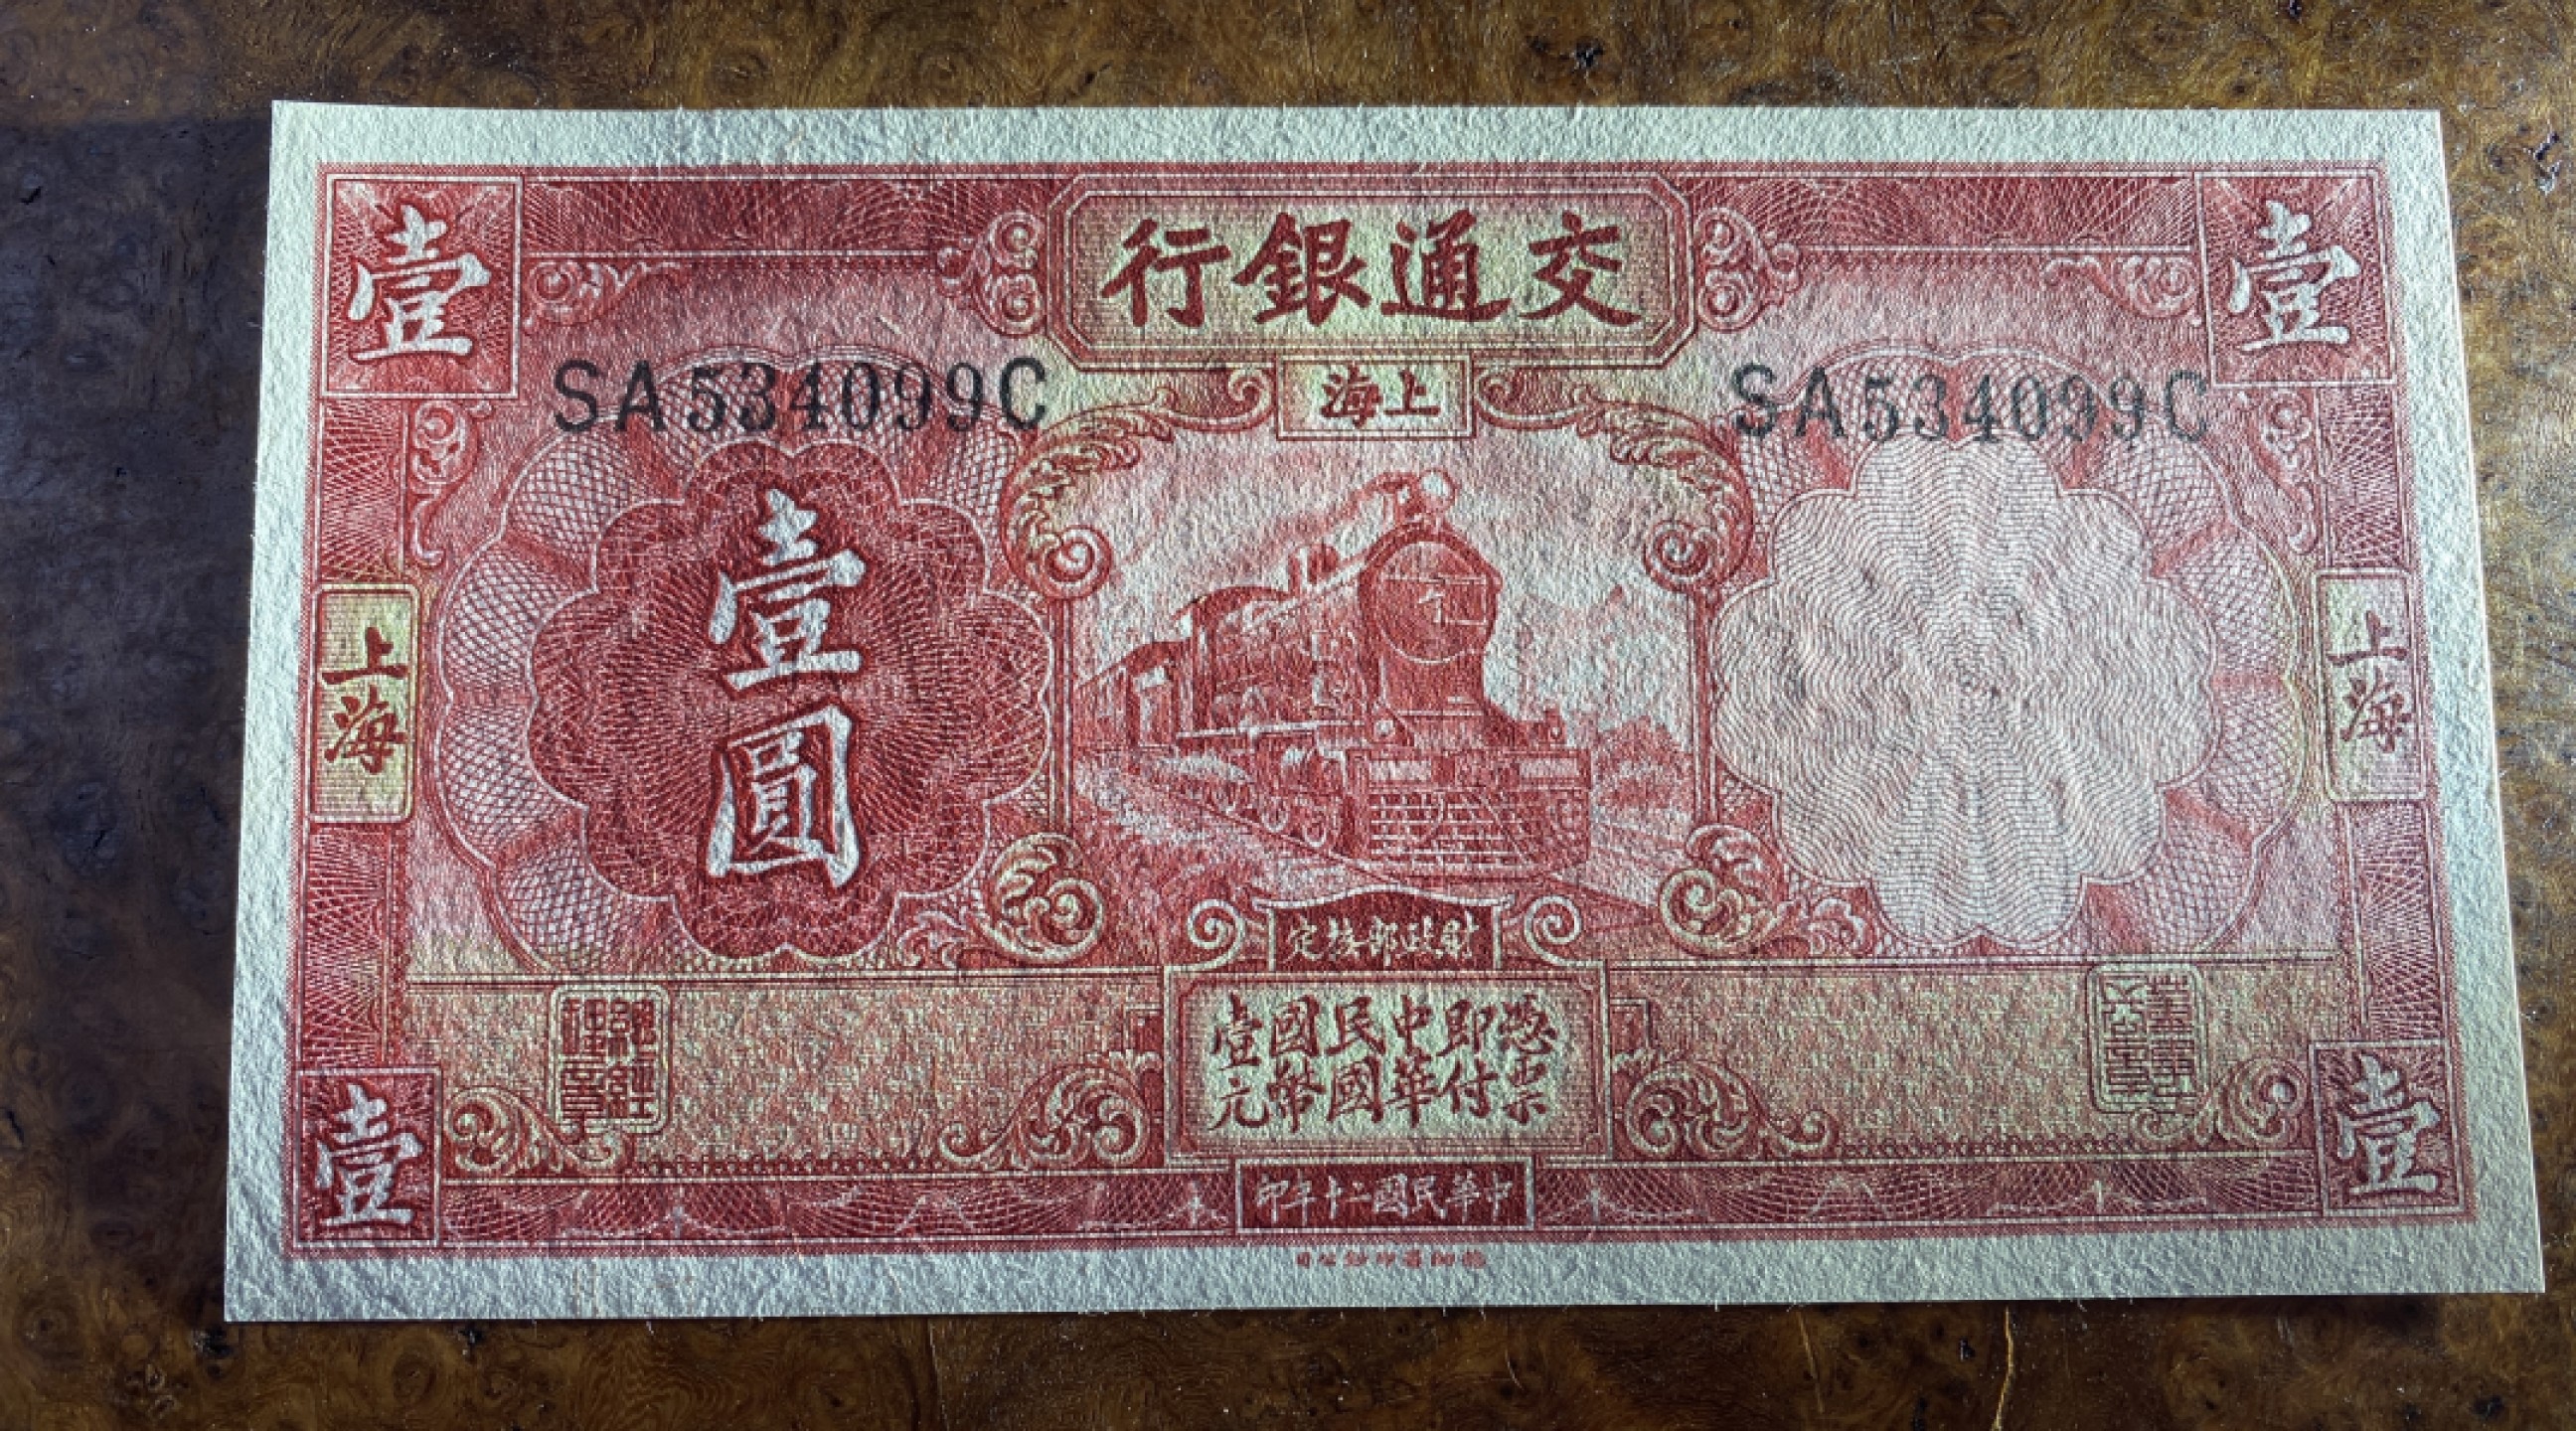 壹
交通銀行
壹
SA534099C
上海
SA534099C
壹圓
上海
上海
財政部核定
憑票
即付
中華
民國
國幣
壹元
壹
中華民國二十年印
壹